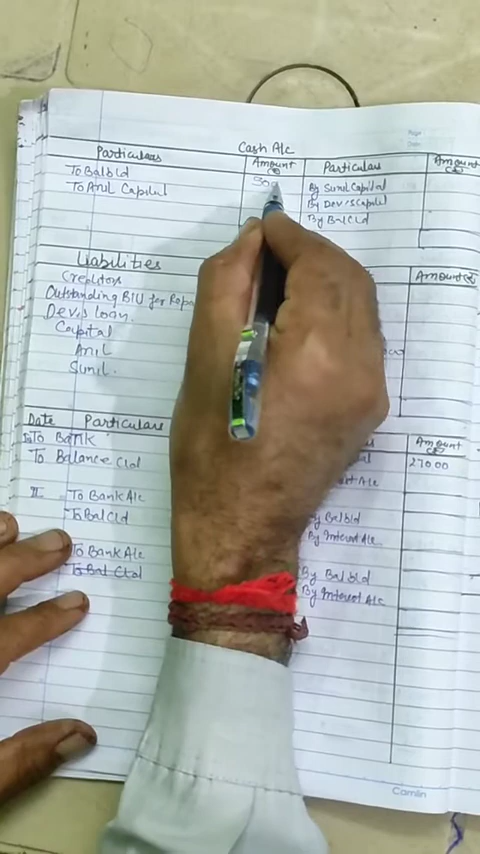 Cash A/c
Particulars Amount Particulars Amount
To Bal b/d By Sunil Capital
To Anil Capital By Dev's Capital
By Bal C/d
Liabilities Amount
Creditors
Outstanding Bill for Repa
Dev's loan.
Capital
Anil
Sunil.
Date Particulars Amount
I To Bank 27000
To Balance C/d
II To Bank A/c
To Bal C/d By Bal b/d
By Interest A/c
To Bank A/c
To Bal C/d By Bal b/d
By Interest A/c
Camlin